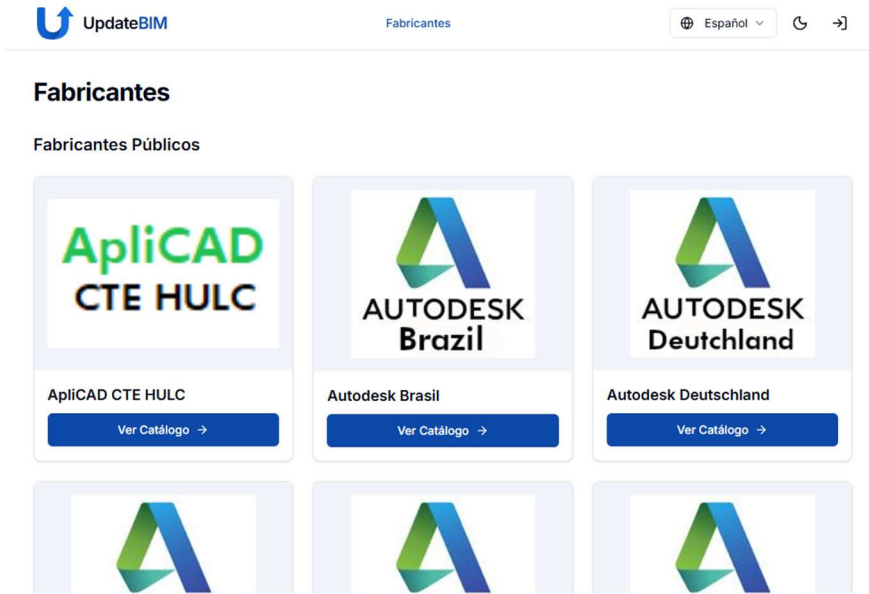 UpdateBIM
Fabricantes
Español
Fabricantes
Fabricantes Públicos
ApliCAD
CTE HULC
AUTODESK
Brazil
AUTODESK
Deutchland
ApliCAD CTE HULC
Autodesk Brasil
Autodesk Deutschland
Ver Catálogo →
Ver Catálogo →
Ver Catálogo →